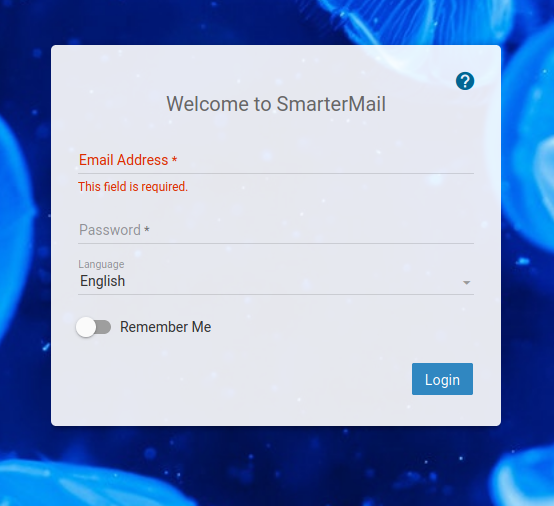 ?
Welcome to SmarterMail
Email Address *
This field is required.
Password *
Language
English
Remember Me
Login